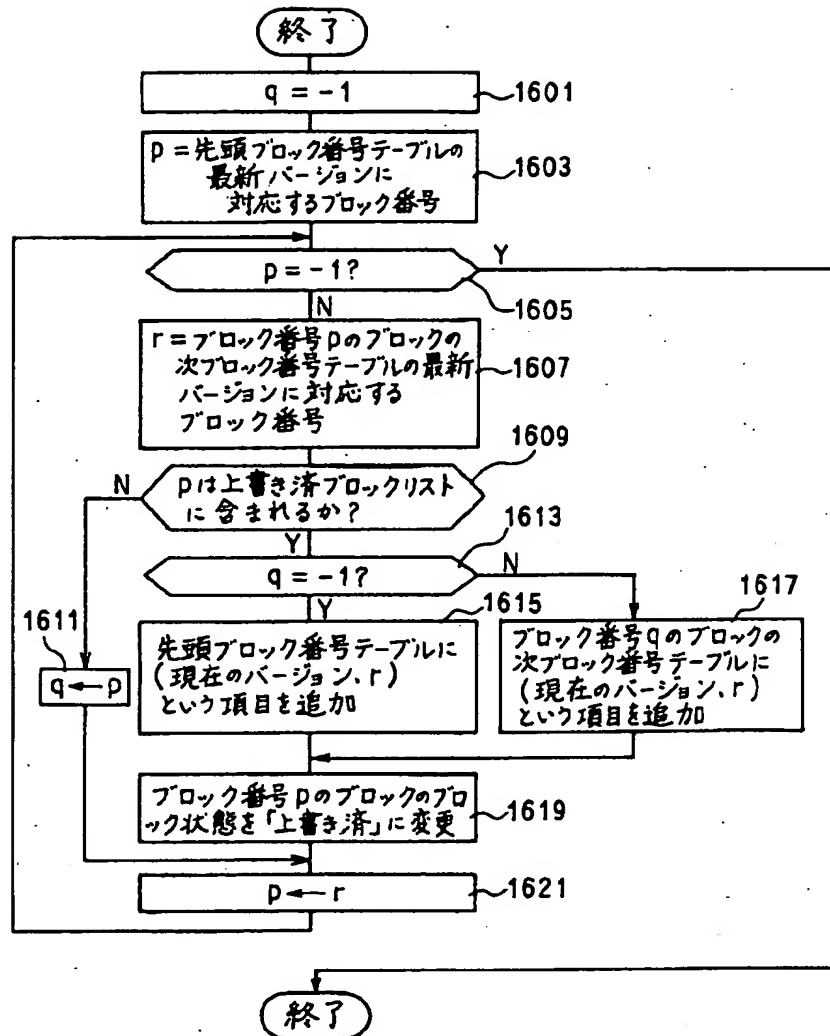 終了
q = -1
1601
p = 先頭ブロック番号テーブルの
最新バージョンに
対応するブロック番号
1603
p = -1?
Y
N
1605
r = ブロック番号pのブロックの
次ブロック番号テーブルの最新
バージョンに対応する
ブロック番号
1607
1609
pは上書き済ブロックリスト
に含まれるか？
N
Y
1613
q = -1?
N
Y
1611
q ← p
1615
先頭ブロック番号テーブルに
(現在のバージョン、r)
という項目を追加
1617
ブロック番号qのブロックの
次ブロック番号テーブルに
(現在のバージョン、r)
という項目を追加
ブロック番号pのブロックのブロ
ック状態を「上書き済」に変更
1619
p ← r
1621
終了